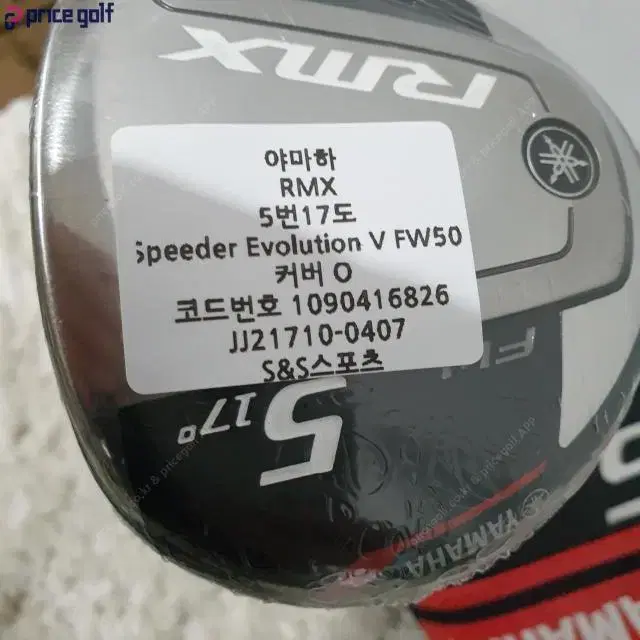 price golf
RMX
야마하
RMX
5번17도
Speeder Evolution V FW50
커버 O
코드번호 1090416826
JJ21710-0407
S&S스포츠
FW
5 17°
YAMAHA